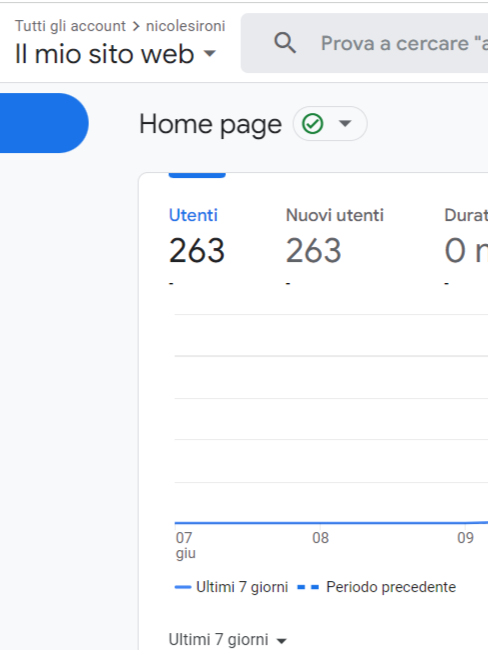 Tutti gli account > nicolesironi
Il mio sito web
Prova a cercare "a
Home page
Utenti
Nuovi utenti
Durat
263
263
0 n
-
-
-
07
08
09
giu
Ultimi 7 giorni
Periodo precedente
Ultimi 7 giorni